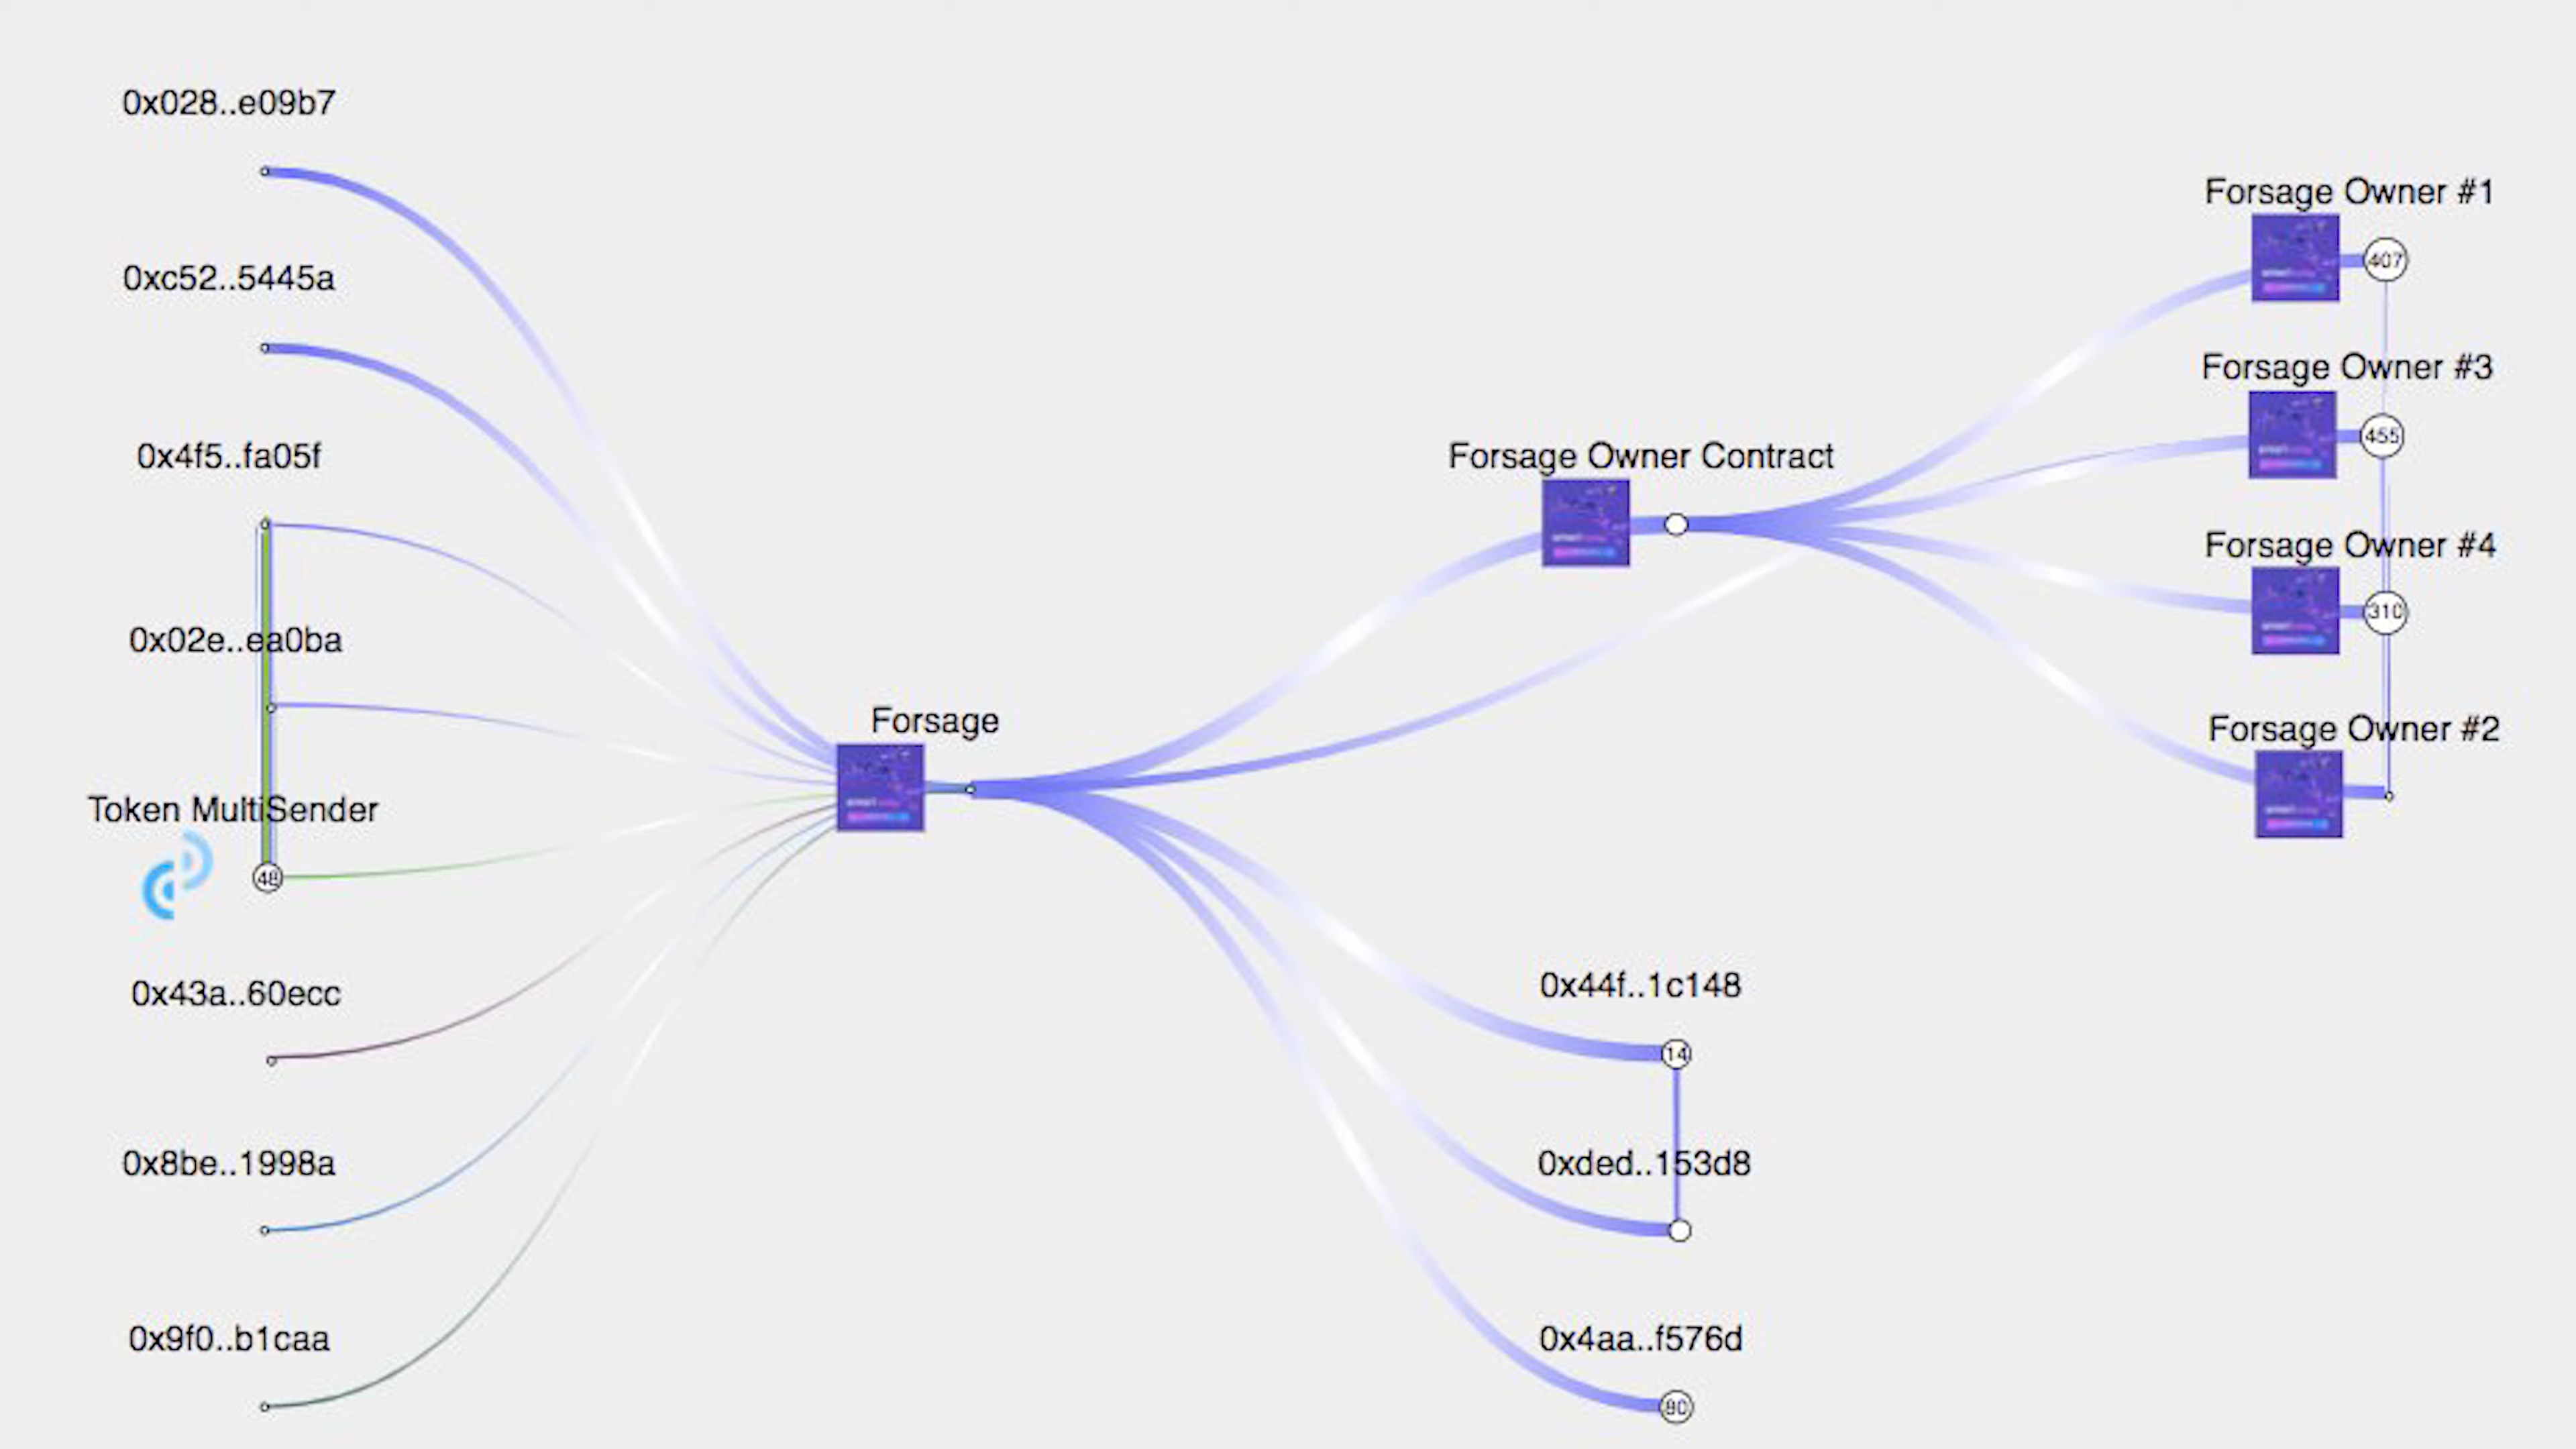 0x028..e09b7
0xc52..5445a
0x4f5..fa05f
0x02e..ea0ba
Token MultiSender
48
0x43a..60ecc
0x8be..1998a
0x9f0..b1caa
Forsage
Forsage Owner Contract
0x44f..1c148
14
0xded..153d8
0x4aa..f576d
80
Forsage Owner #1
407
Forsage Owner #3
455
Forsage Owner #4
310
Forsage Owner #2